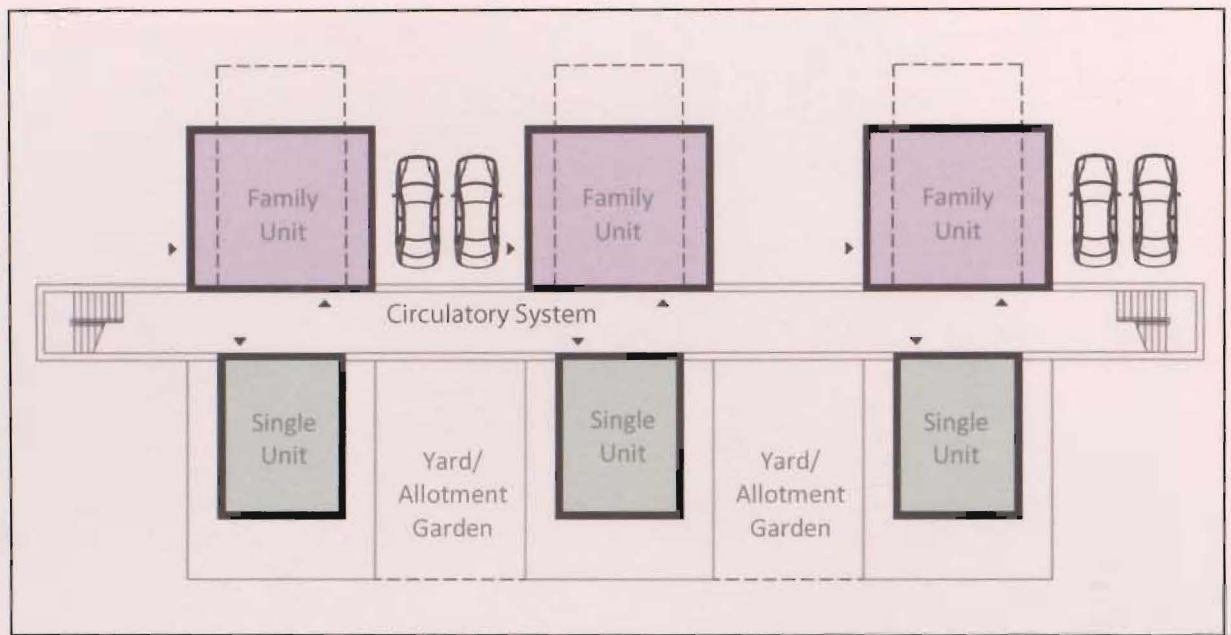 Family
Unit
Family
Unit
Family
Unit
Circulatory System
Single
Unit
Yard/
Allotment
Garden
Single
Unit
Yard/
Allotment
Garden
Single
Unit